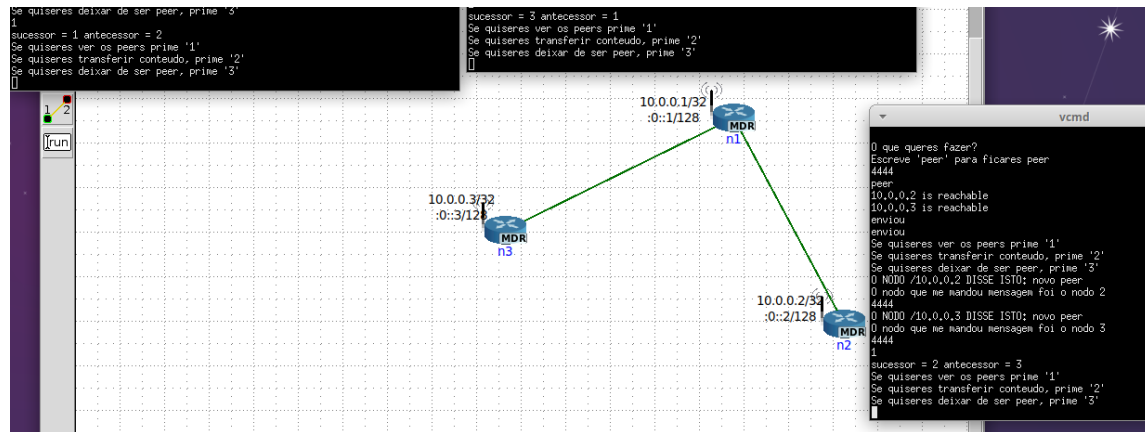 Se quiseres deixar de ser peer, prime '3'
1
sucessor = 1 antecessor = 2
Se quiseres ver os peers prime '1'
Se quiseres transferir conteudo, prime '2'
Se quiseres deixar de ser peer, prime '3'
sucessor = 3 antecessor = 1
Se quiseres ver os peers prime '1'
Se quiseres transferir conteudo, prime '2'
Se quiseres deixar de ser peer, prime '3'
1 2
run
10.0.0.1/32
:0::1/128
MDR
n1
10.0.0.3/32
:0::3/128
MDR
n3
10.0.0.2/32
:0::2/128
MDR
n2
vcmd
O que queres fazer?
Escreve 'peer' para ficares peer
4444
peer
10.0.0.2 is reachable
10.0.0.3 is reachable
enviou
enviou
Se quiseres ver os peers prime '1'
Se quiseres transferir conteudo, prime '2'
Se quiseres deixar de ser peer, prime '3'
O NODO /10.0.0.2 DISSE ISTO: novo peer
O nodo que me mandou mensagem foi o nodo 2
4444
O NODO /10.0.0.3 DISSE ISTO: novo peer
O nodo que me mandou mensagem foi o nodo 3
4444
1
sucessor = 2 antecessor = 3
Se quiseres ver os peers prime '1'
Se quiseres transferir conteudo, prime '2'
Se quiseres deixar de ser peer, prime '3'